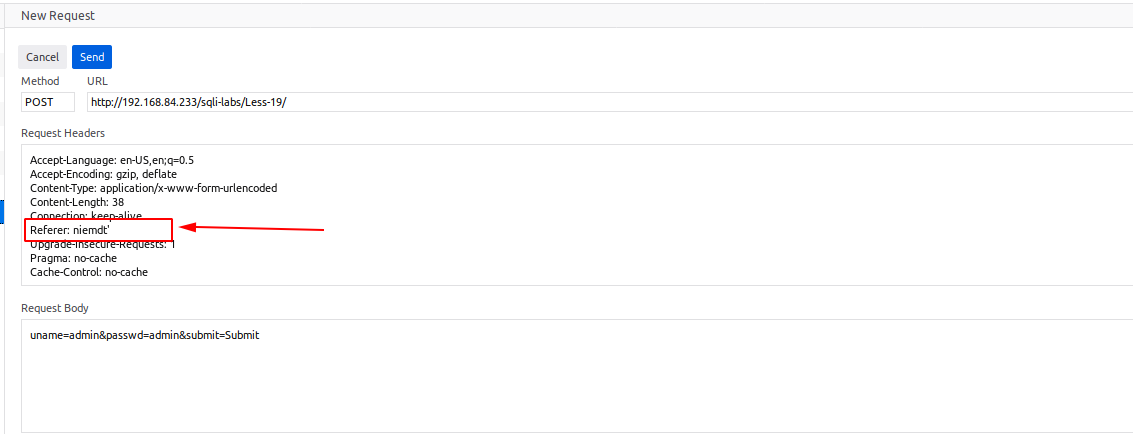 New Request
Cancel Send
Method URL
POST http://192.168.84.233/sqli-labs/Less-19/
Request Headers
Accept-Language: en-US,en;q=0.5
Accept-Encoding: gzip, deflate
Content-Type: application/x-www-form-urlencoded
Content-Length: 38
Connection: keep-alive
Referer: niemdt'
Upgrade-Insecure-Requests: 1
Pragma: no-cache
Cache-Control: no-cache
Request Body
uname=admin&passwd=admin&submit=Submit